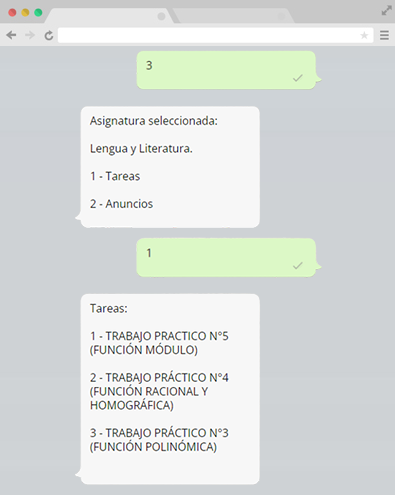 3
Asignatura seleccionada:
Lengua y Literatura.
1 - Tareas
2 - Anuncios
1
Tareas:
1 - TRABAJO PRACTICO N°5
(FUNCIÓN MÓDULO)
2 - TRABAJO PRÁCTICO N°4
(FUNCIÓN RACIONAL Y
HOMOGRÁFICA)
3 - TRABAJO PRÁCTICO N°3
(FUNCIÓN POLINÓMICA)